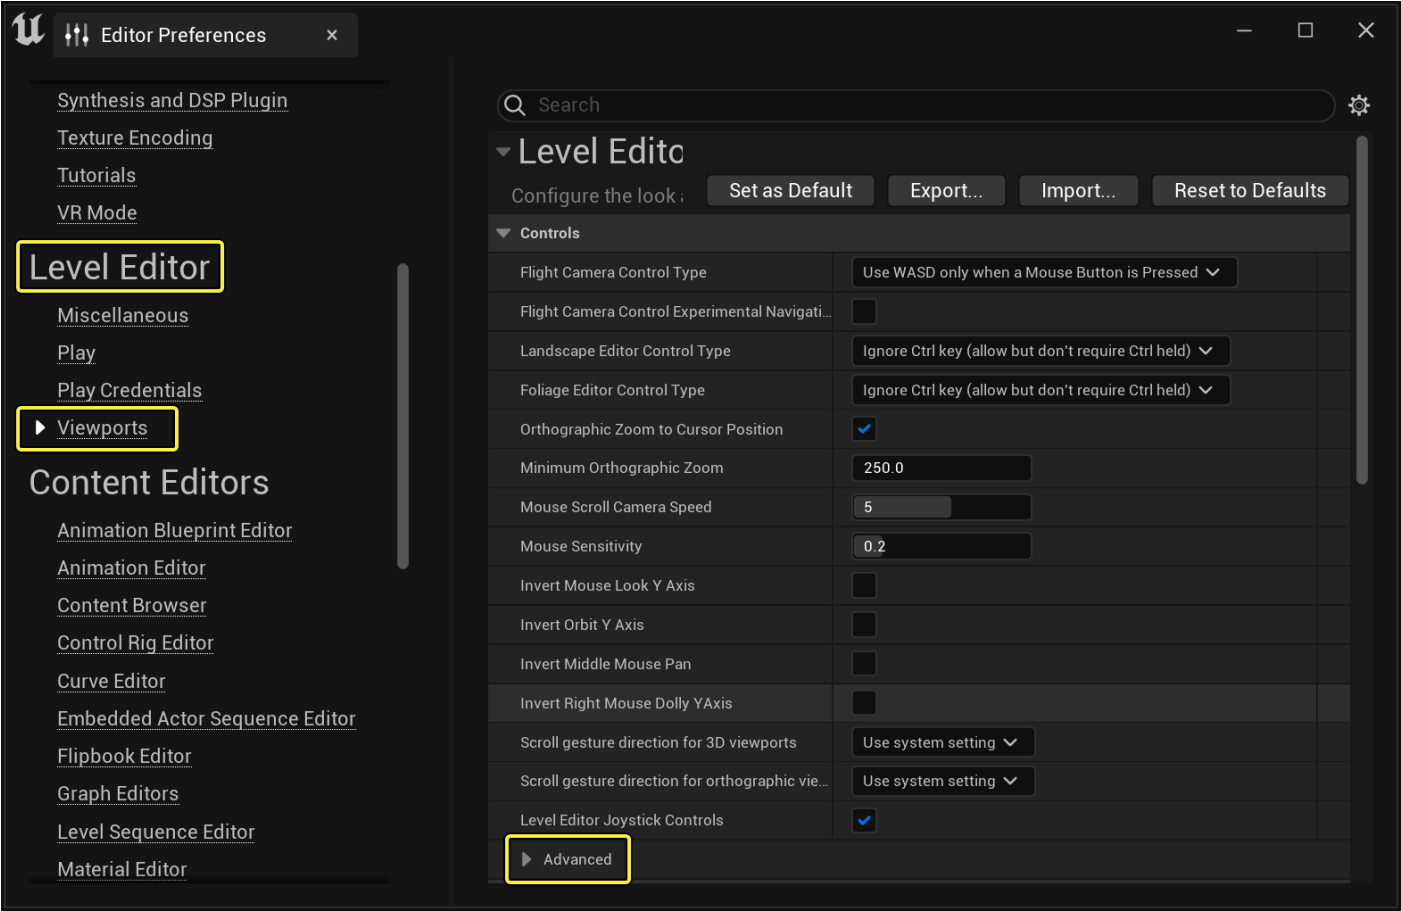 Editor Preferences
Synthesis and DSP Plugin
Texture Encoding
Tutorials
VR Mode
Level Editor
Miscellaneous
Play
Play Credentials
Viewports
Content Editors
Animation Blueprint Editor
Animation Editor
Content Browser
Control Rig Editor
Curve Editor
Embedded Actor Sequence Editor
Flipbook Editor
Graph Editors
Level Sequence Editor
Material Editor
Search
Level Edito
Configure the look
Set as Default
Export...
Import...
Reset to Defaults
Controls
Flight Camera Control Type
Use WASD only when a Mouse Button is Pressed
Flight Camera Control Experimental Navigati...
Landscape Editor Control Type
Ignore Ctrl key (allow but don't require Ctrl held)
Foliage Editor Control Type
Ignore Ctrl key (allow but don't require Ctrl held)
Orthographic Zoom to Cursor Position
Minimum Orthographic Zoom
250.0
Mouse Scroll Camera Speed
5
Mouse Sensitivity
0.2
Invert Mouse Look Y Axis
Invert Orbit Y Axis
Invert Middle Mouse Pan
Invert Right Mouse Dolly YAxis
Scroll gesture direction for 3D viewports
Use system setting
Scroll gesture direction for orthographic vie...
Use system setting
Level Editor Joystick Controls
Advanced